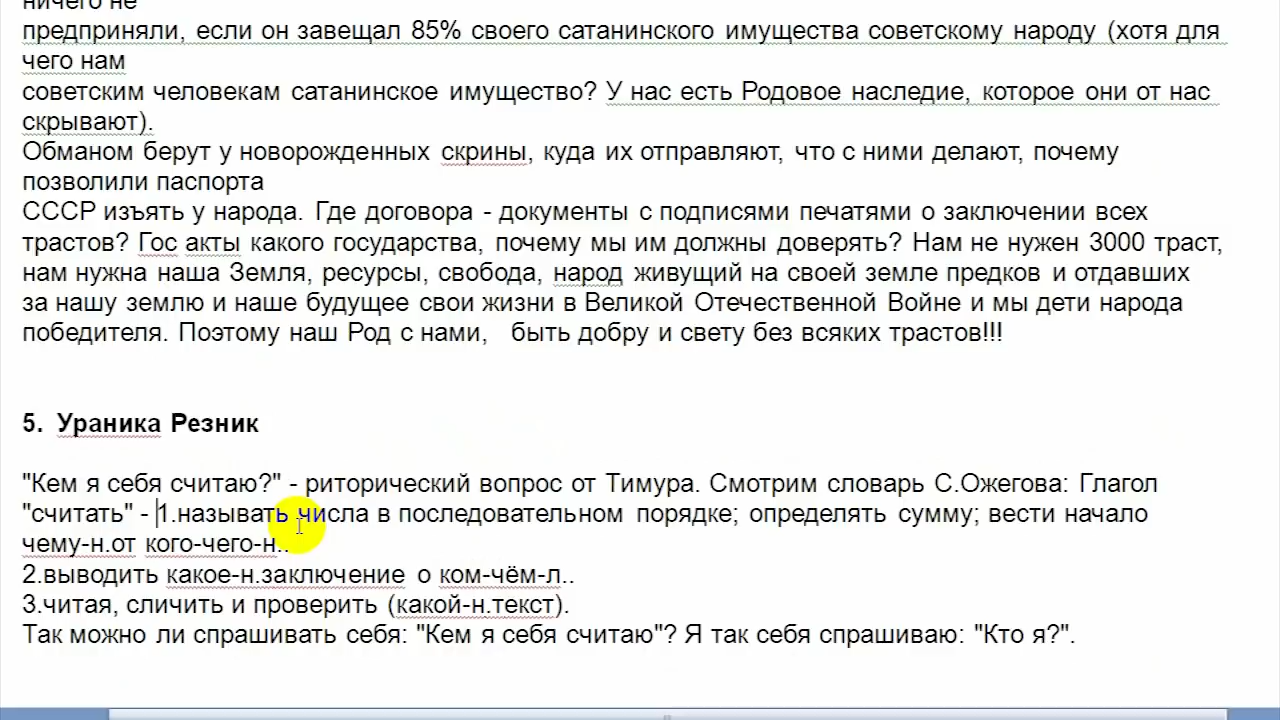 ничего не
предприняли, если он завещал 85% своего сатанинского имущества советскому народу (хотя для
чего нам
советским человекам сатанинское имущество? У нас есть Родовое наследие, которое они от нас
скрывают).
Обманом берут у новорожденных скрины, куда их отправляют, что с ними делают, почему
позволили паспорта
СССР изъять у народа. Где договора - документы с подписями печатями о заключении всех
трастов? Гос акты какого государства, почему мы им должны доверять? Нам не нужен 3000 траст,
нам нужна наша Земля, ресурсы, свобода, народ живущий на своей земле предков и отдавших
за нашу землю и наше будущее свои жизни в Великой Отечественной Войне и мы дети народа
победителя. Поэтому наш Род с нами, быть добру и свету без всяких трастов!!!
5. Ураника Резник
"Кем я себя считаю?" - риторический вопрос от Тимура. Смотрим словарь С.Ожегова: Глагол
"считать" - 1.называть числа в последовательном порядке; определять сумму; вести начало
чему-н.от кого-чего-н..
2.выводить какое-н.заключение о ком-чём-л..
3.читая, сличить и проверить (какой-н.текст).
Так можно ли спрашивать себя: "Кем я себя считаю"? Я так себя спрашиваю: "Кто я?".